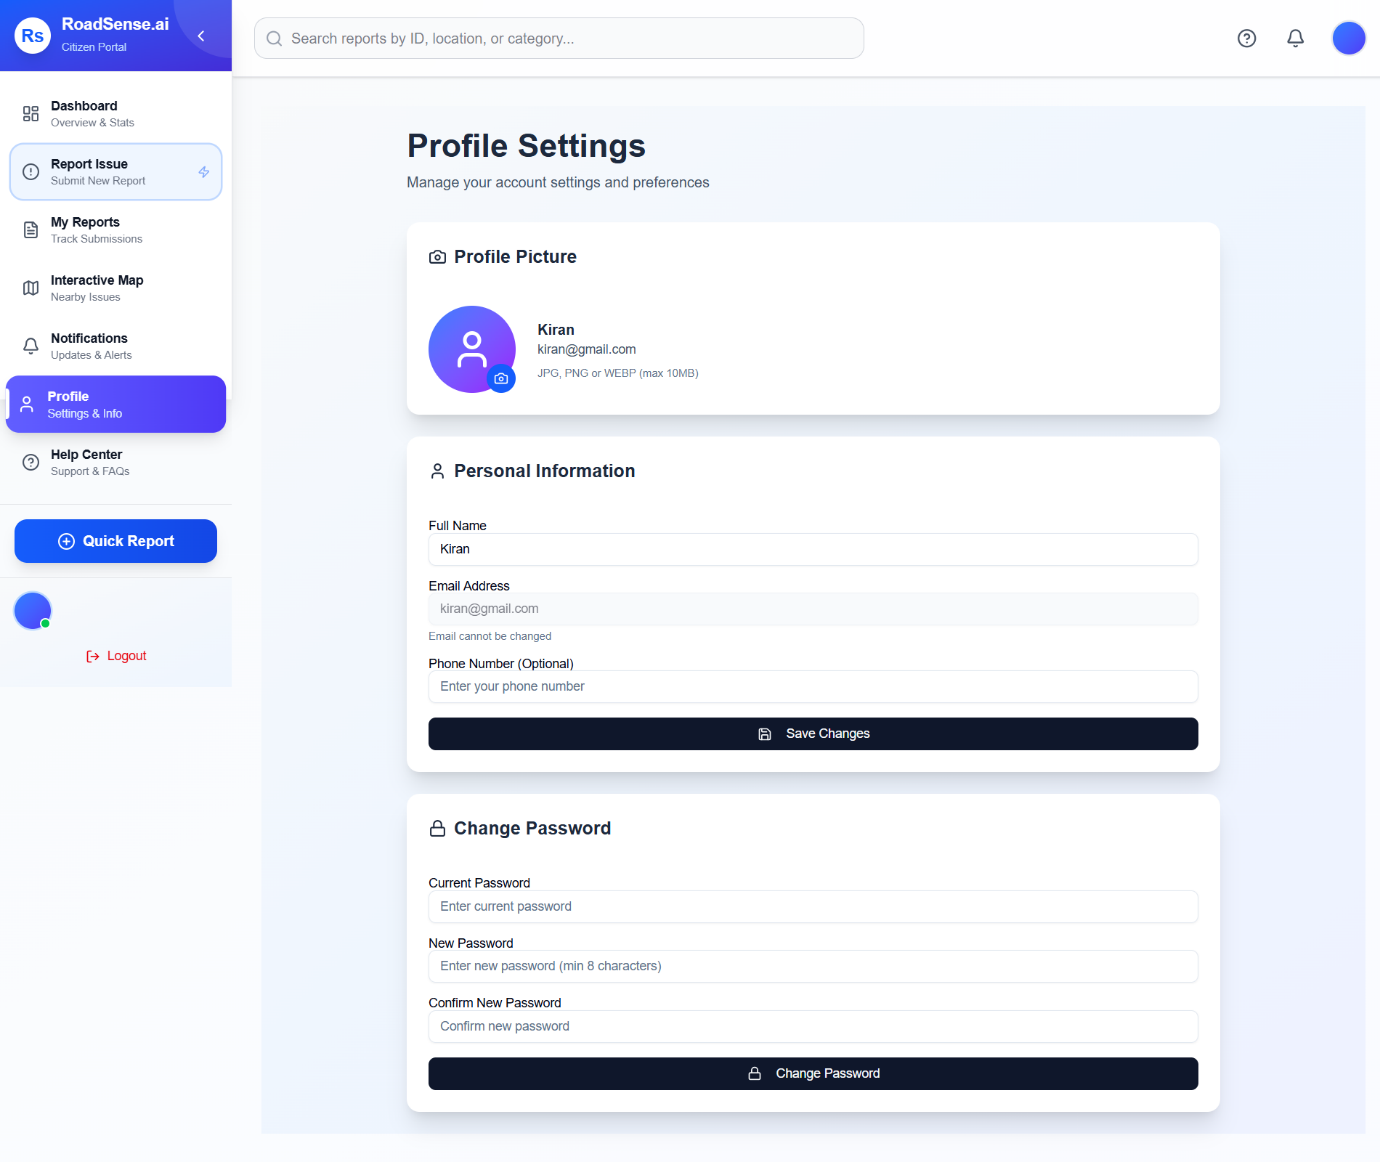 Rs
RoadSense.ai
Citizen Portal
Search reports by ID, location, or category...
Dashboard
Overview & Stats
Report Issue
Submit New Report
My Reports
Track Submissions
Interactive Map
Nearby Issues
Notifications
Updates & Alerts
Profile
Settings & Info
Help Center
Support & FAQs
Quick Report
Logout
Profile Settings
Manage your account settings and preferences
Profile Picture
Kiran
kiran@gmail.com
JPG, PNG or WEBP (max 10MB)
Personal Information
Full Name
Kiran
Email Address
kiran@gmail.com
Email cannot be changed
Phone Number (Optional)
Enter your phone number
Save Changes
Change Password
Current Password
Enter current password
New Password
Enter new password (min 8 characters)
Confirm New Password
Confirm new password
Change Password